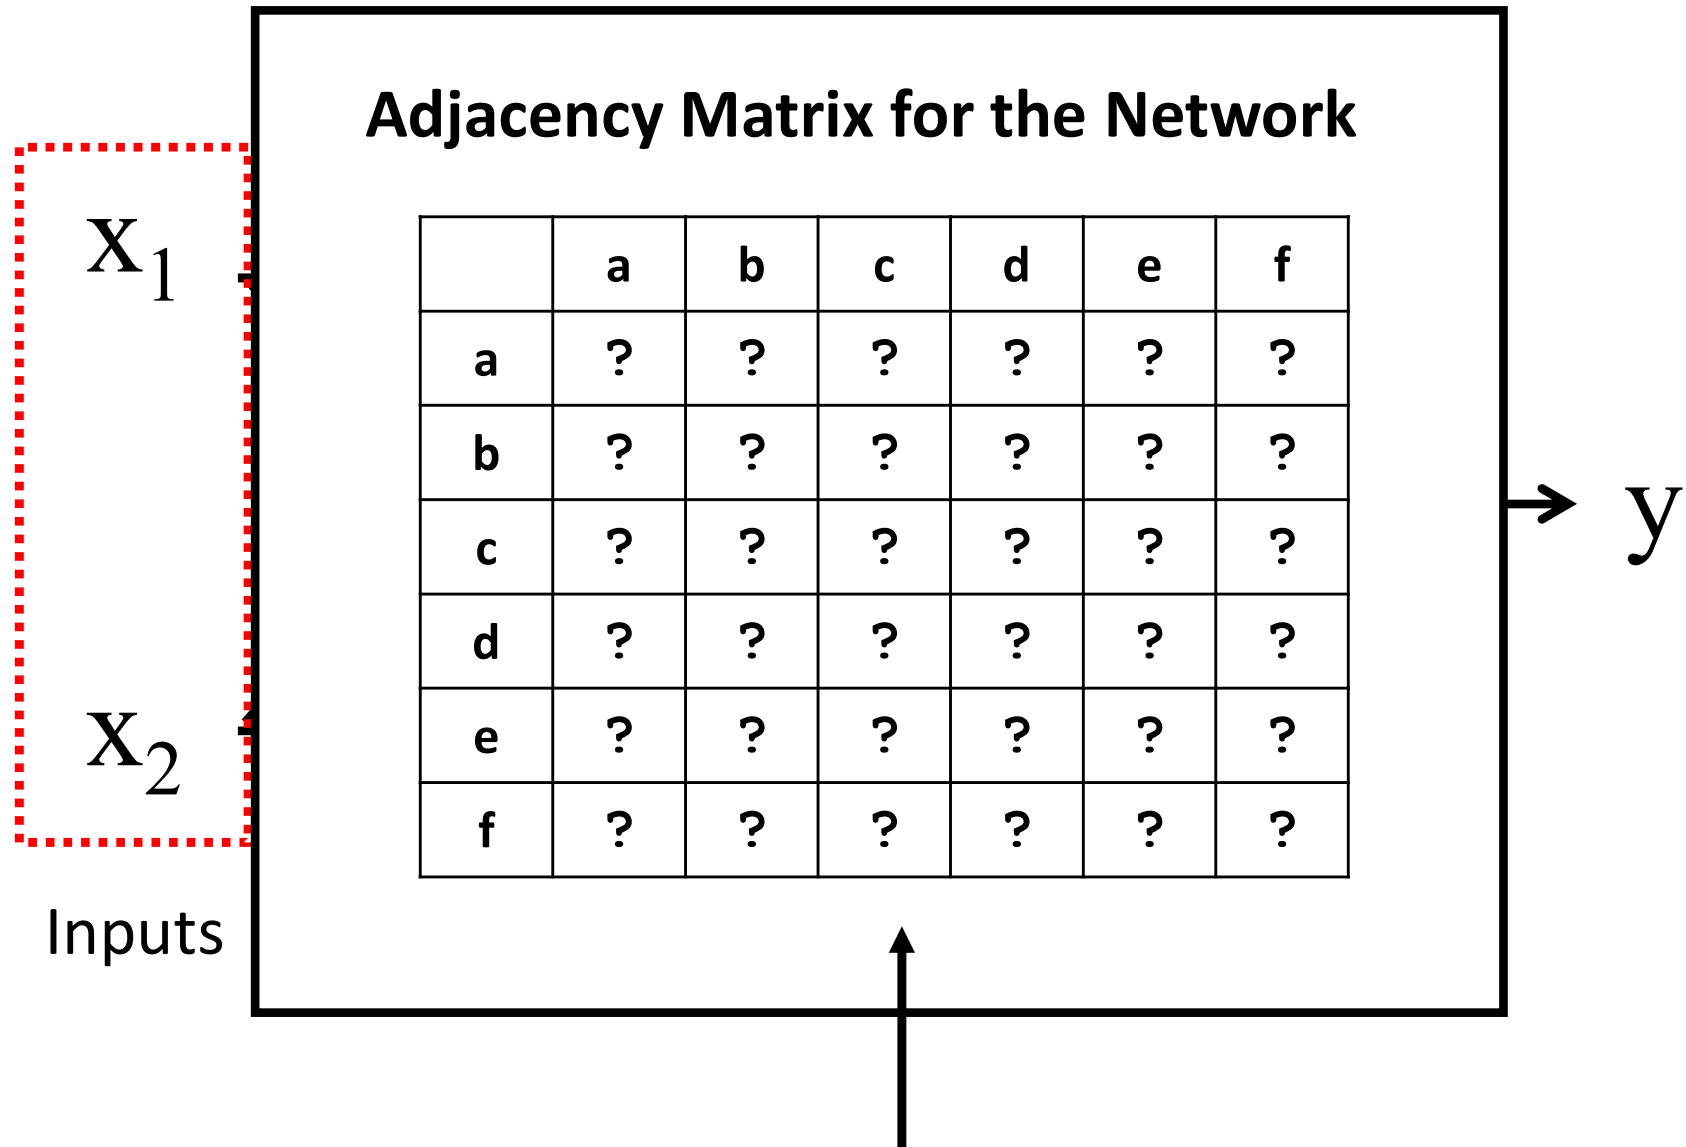 Adjacency Matrix for the Network
x1
a b c d e f
a ? ? ? ? ? ?
b ? ? ? ? ? ?
c ? ? ? ? ? ?
d ? ? ? ? ? ?
e ? ? ? ? ? ?
f ? ? ? ? ? ?
y
x2
Inputs